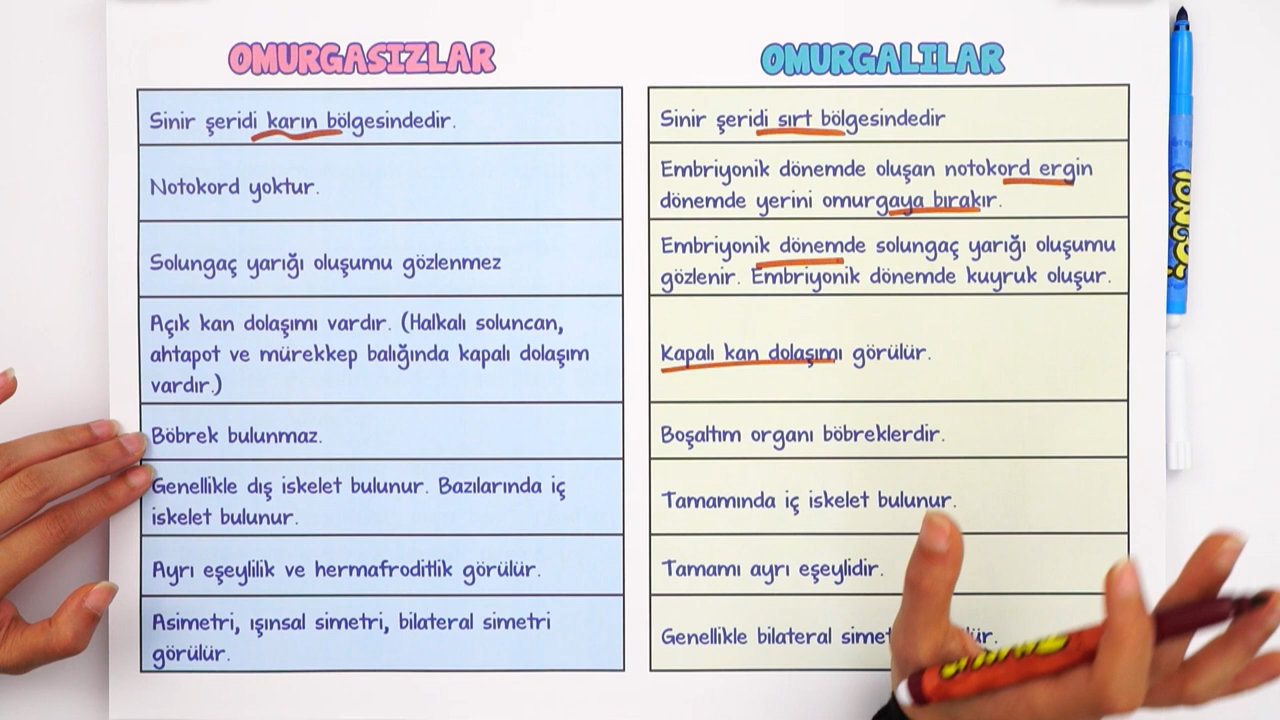 OMURGASIZLAR
Sinir şeridi karın bölgesindedir.
Notokord yoktur.
Solungaç yarığı oluşumu gözlenmez
Açık kan dolaşımı vardır. (Halkalı soluncan,
ahtapot ve mürekkep balığında kapalı dolaşım
vardır.)
Böbrek bulunmaz.
Genellikle dış iskelet bulunur. Bazılarında iç
iskelet bulunur.
Ayrı eşeylilik ve hermafroditlik görülür.
Asimetri, ışınsal simetri, bilateral simetri
görülür.
OMURGALILAR
Sinir şeridi sırt bölgesindedir
Embriyonik dönemde oluşan notokord ergin
dönemde yerini omurgaya bırakır.
Embriyonik dönemde solungaç yarığı oluşumu
gözlenir. Embriyonik dönemde kuyruk oluşur.
Kapalı kan dolaşımı görülür.
Boşaltım organı böbreklerdir.
Tamamında iç iskelet bulunur.
Tamamı ayrı eşeylidir.
Genellikle bilateral